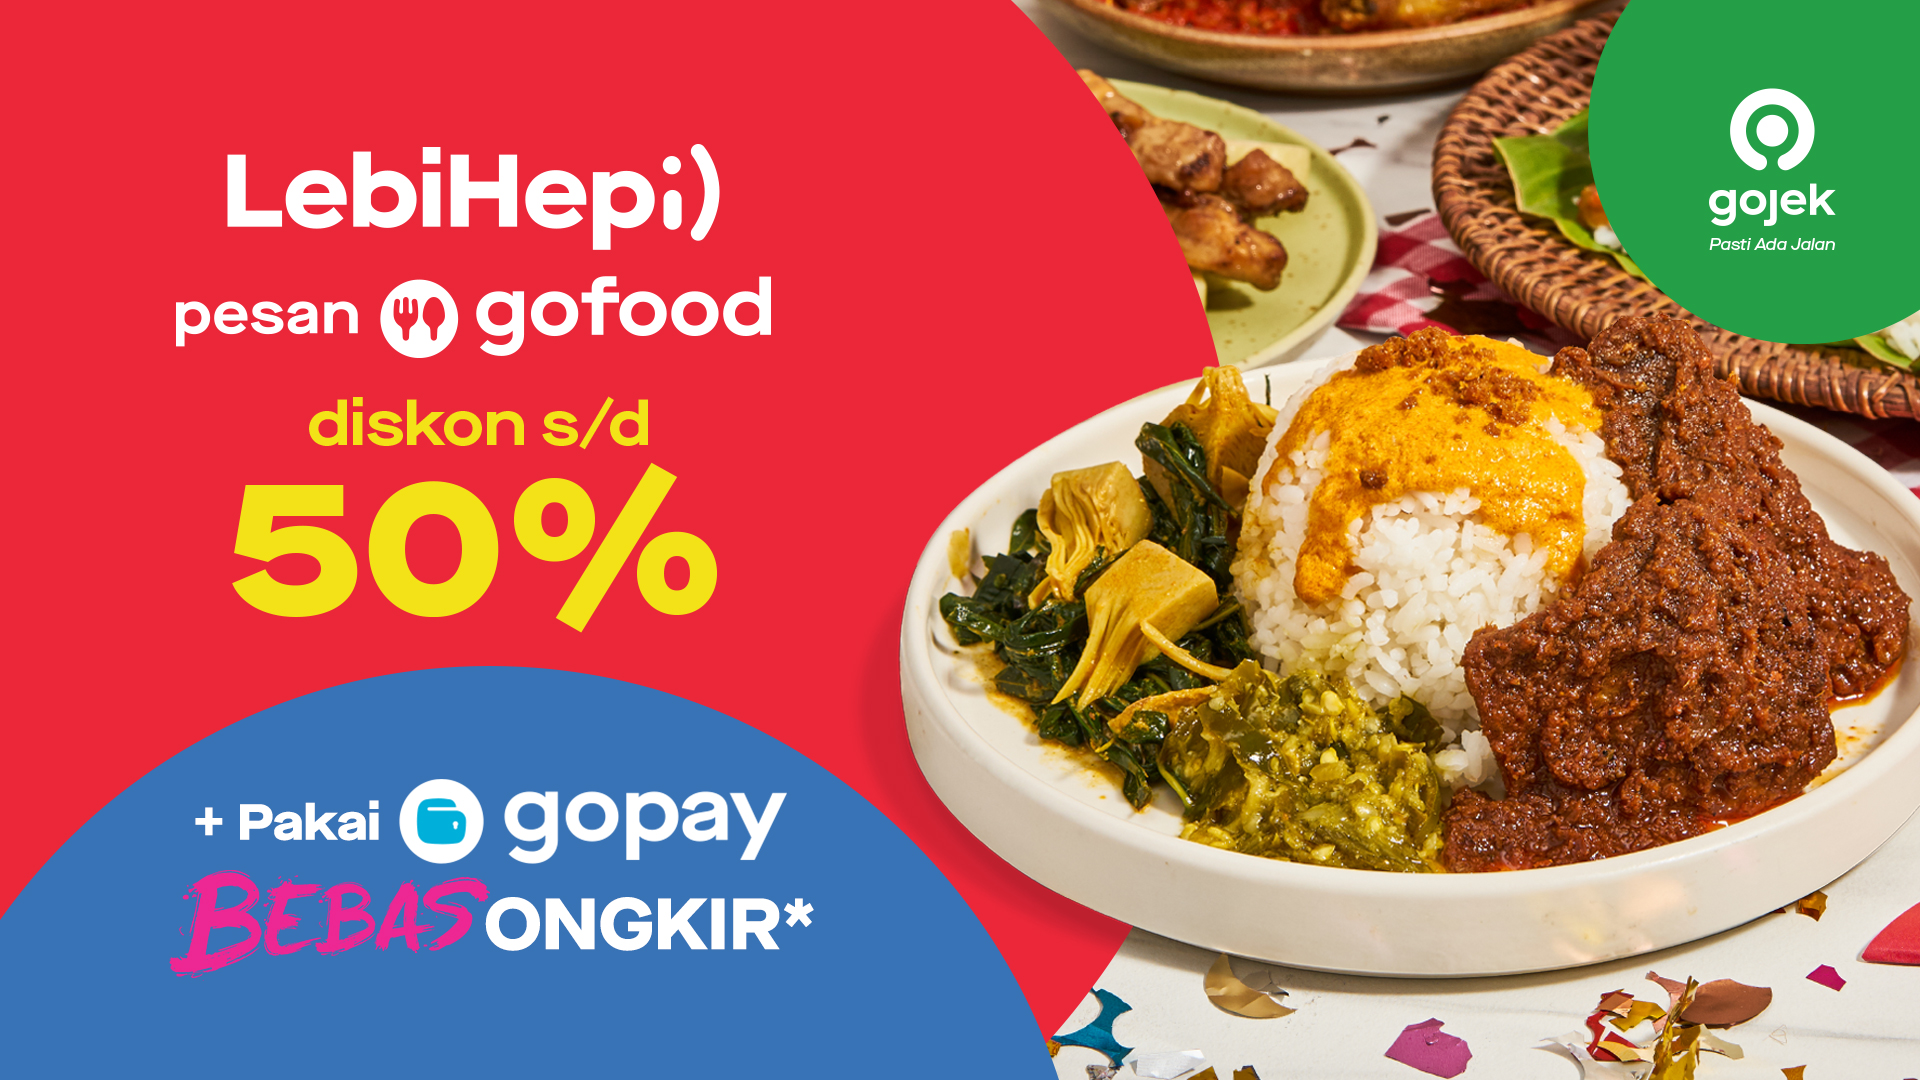 LebiHepi)
pesan gofood
diskon s/d
50%
+ Pakai gopay
BEBAS ONGKIR*
gojek
Pasti Ada Jalan